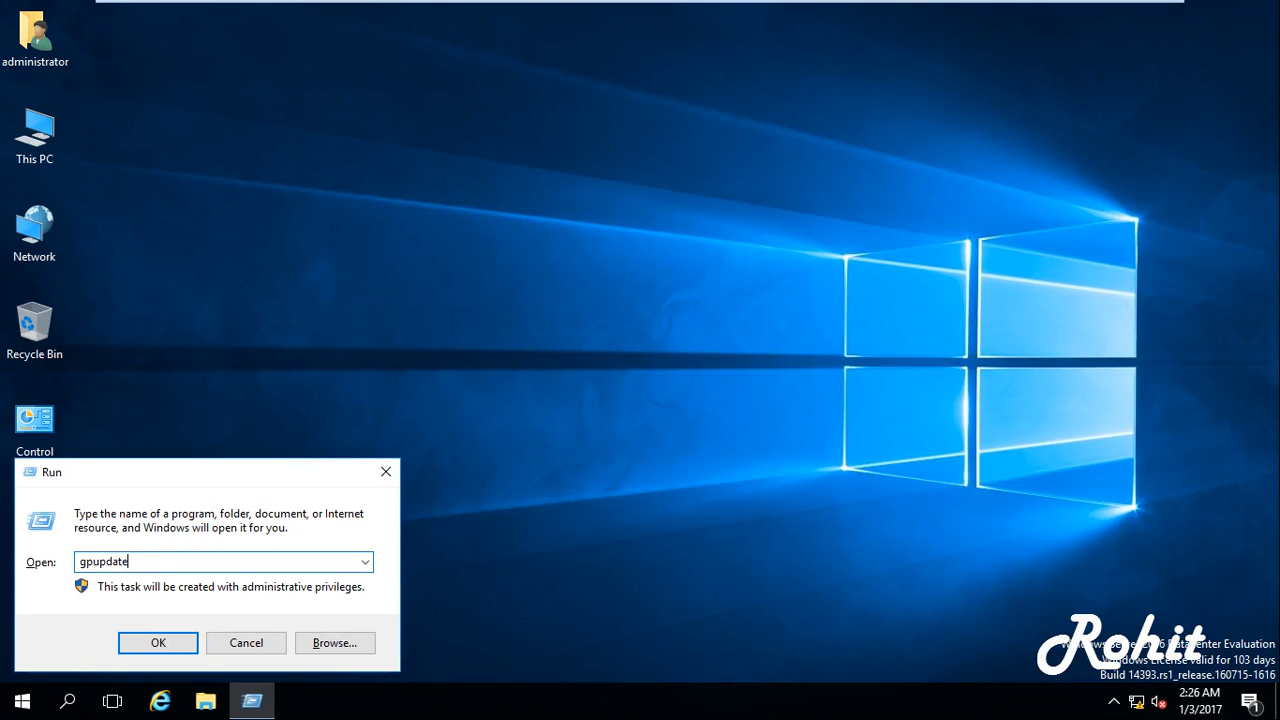 administrator
This PC
Network
Recycle Bin
Control
Run
Type the name of a program, folder, document, or Internet
resource, and Windows will open it for you.
Open:
gpupdate
This task will be created with administrative privileges.
OK
Cancel
Browse...
Rohit
Windows Server 2016 Datacenter Evaluation
Windows License valid for 103 days
Build 14393.rs1_release.160715-1616
2:26 AM
1/3/2017
1